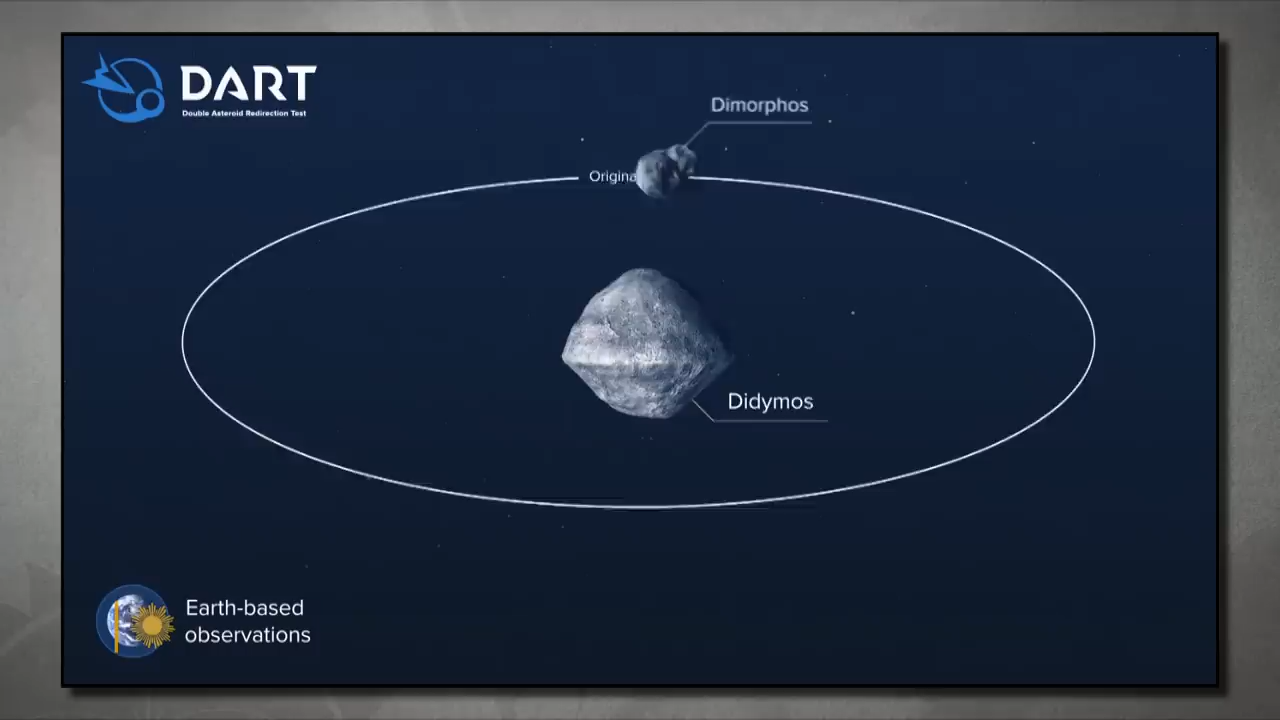 DART
Double Asteroid Redirection Test
Dimorphos
Origina
Didymos
Earth-based
observations